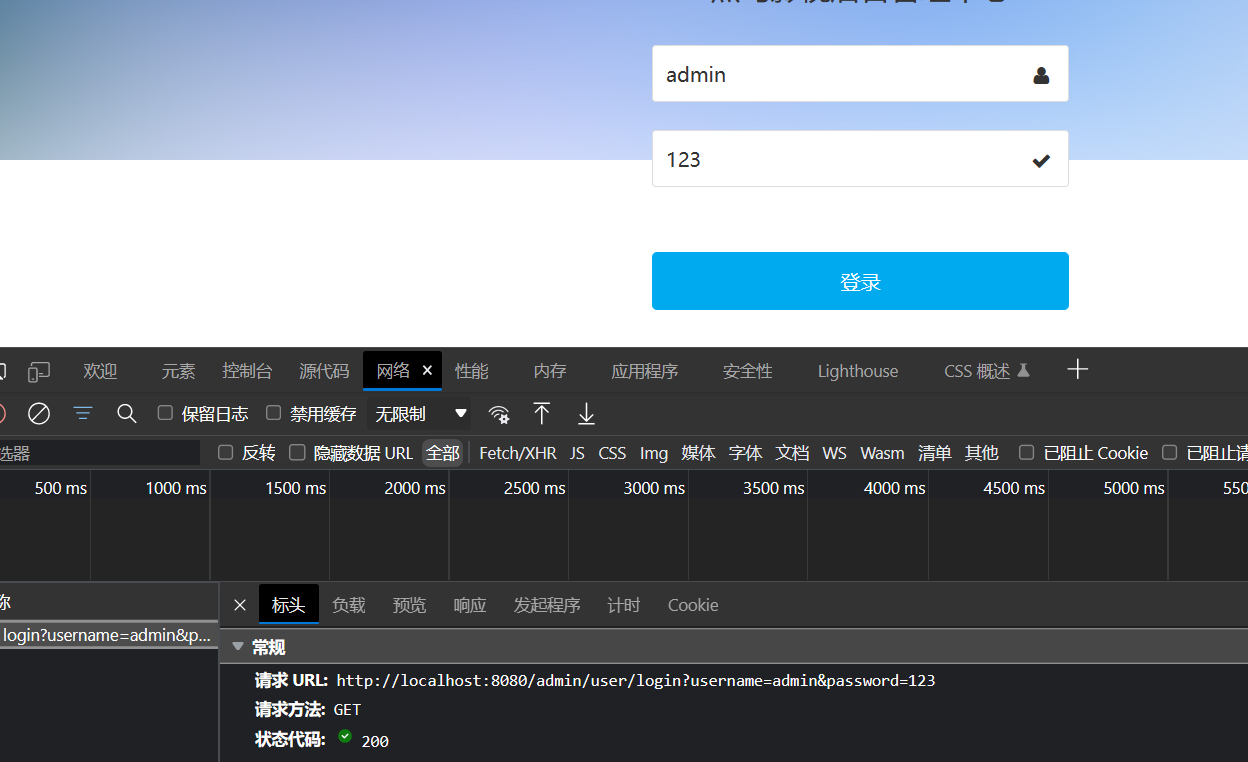 admin
123
登录
欢迎 元素 控制台 源代码 网络 × 性能 内存 应用程序 安全性 Lighthouse CSS 概述
保留日志 禁用缓存 无限制
选器 反转 隐藏数据 URL 全部 Fetch/XHR JS CSS Img 媒体 字体 文档 WS Wasm 清单 其他 已阻止 Cookie 已阻止请
500 ms 1000 ms 1500 ms 2000 ms 2500 ms 3000 ms 3500 ms 4000 ms 4500 ms 5000 ms 550
称 × 标头 负载 预览 响应 发起程序 计时 Cookie
login?username=admin&p...
常规
请求 URL: http://localhost:8080/admin/user/login?username=admin&password=123
请求方法: GET
状态代码: 200